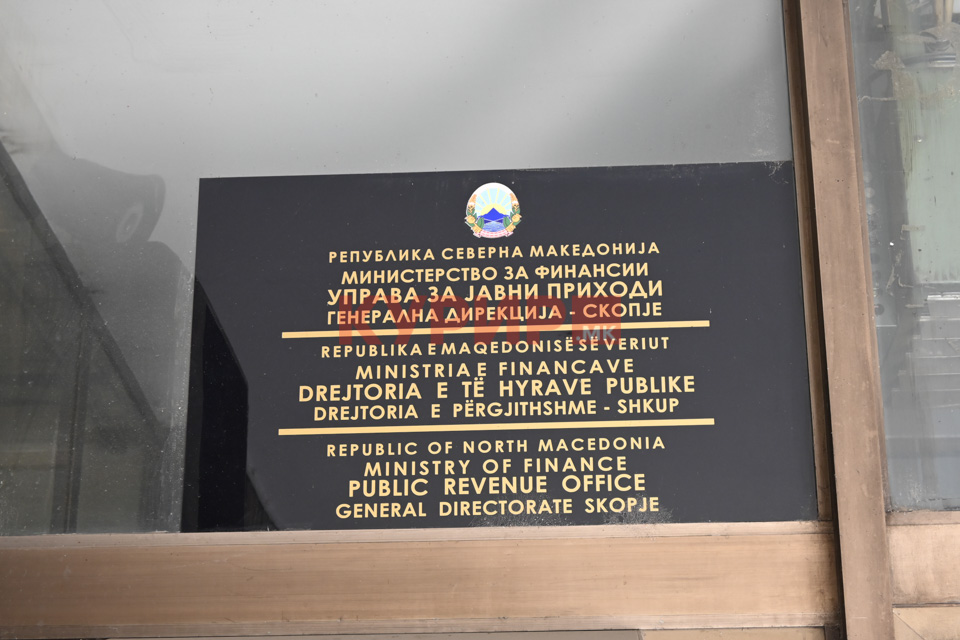 РЕПУБЛИКА СЕВЕРНА МАКЕДОНИЈА
МИНИСТЕРСТВО ЗА ФИНАНСИИ
УПРАВА ЗА ЈАВНИ ПРИХОДИ
ГЕНЕРАЛНА ДИРЕКЦИЈА - СКОПЈЕ
КУРИР
.МК
REPUBLIKA E MAQEDONISË SË VERIUT
MINISTRIA E FINANCAVE
DREJTORIA E TË HYRAVE PUBLIKE
DREJTORIA E PËRGJITHSHME - SHKUP
REPUBLIC OF NORTH MACEDONIA
MINISTRY OF FINANCE
PUBLIC REVENUE OFFICE
GENERAL DIRECTORATE SKOPJE